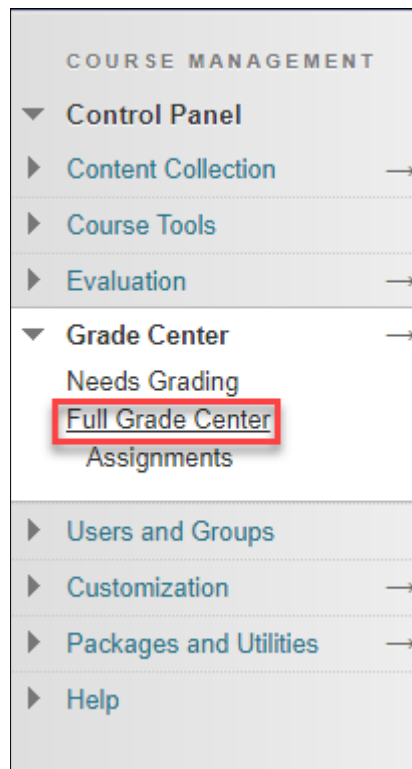 COURSE MANAGEMENT
Control Panel
Content Collection
Course Tools
Evaluation
Grade Center
Needs Grading
Full Grade Center
Assignments
Users and Groups
Customization
Packages and Utilities
Help